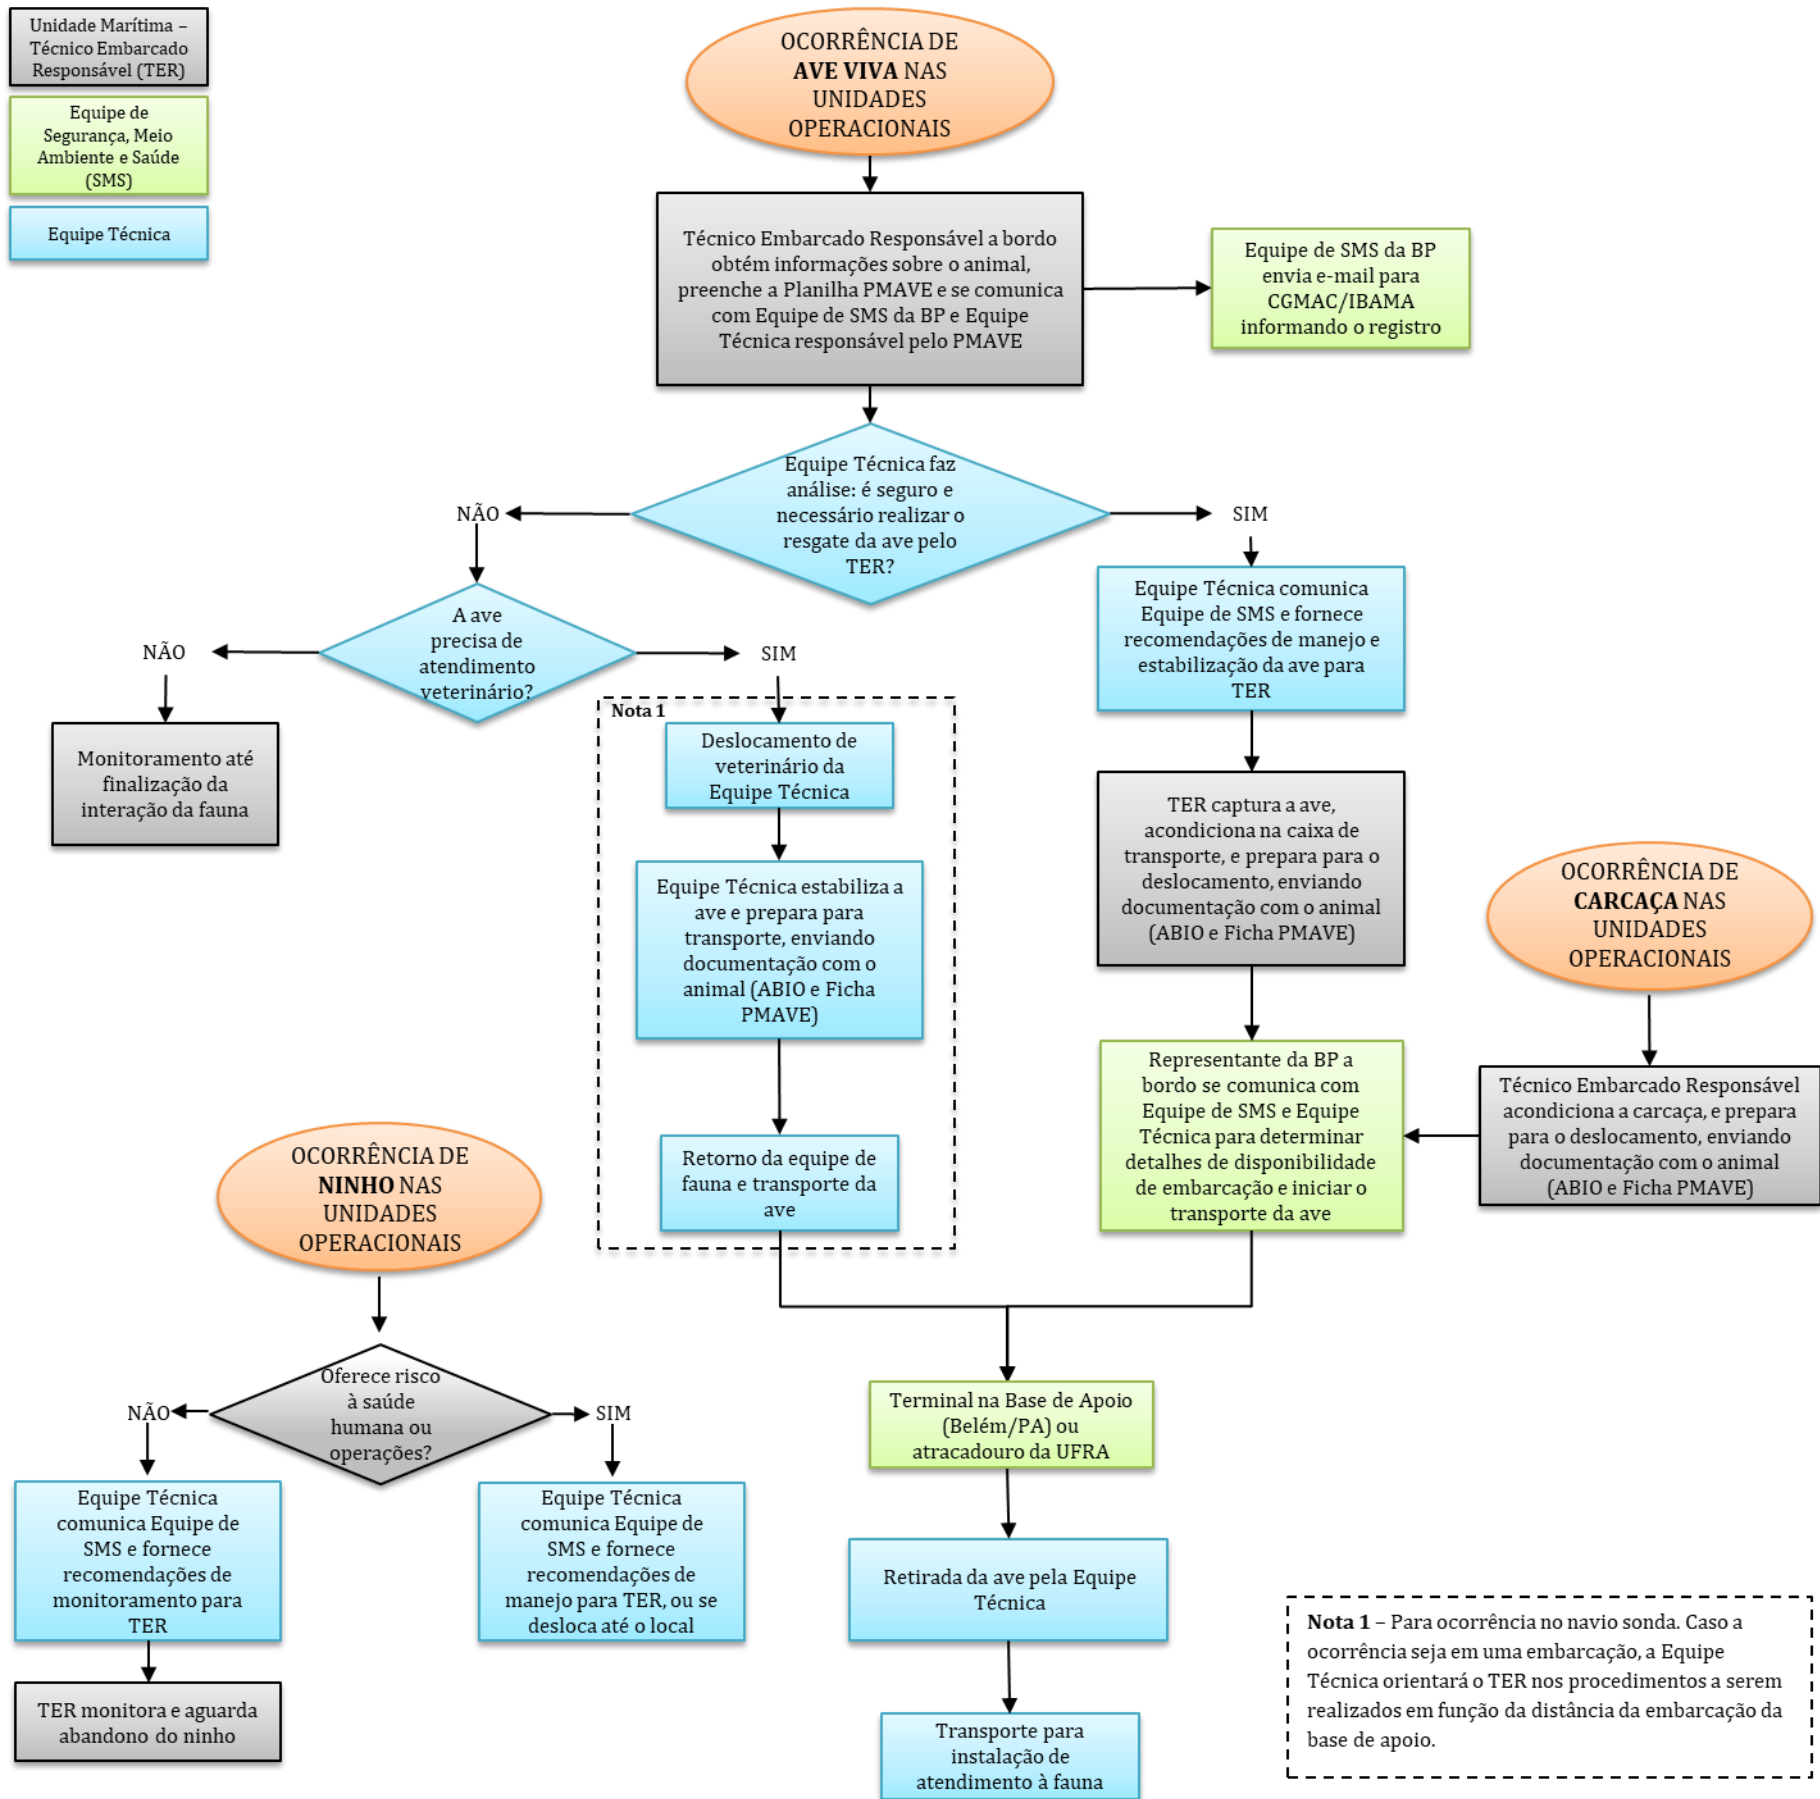 Unidade Marítima –
Técnico Embarcado
Responsável (TER)
Equipe de
Segurança, Meio
Ambiente e Saúde
(SMS)
Equipe Técnica
OCORRÊNCIA DE
AVE VIVA NAS
UNIDADES
OPERACIONAIS
Técnico Embarcado Responsável a bordo
obtém informações sobre o animal,
preenche a Planilha PMAVE e se comunica
com Equipe de SMS da BP e Equipe
Técnica responsável pelo PMAVE
Equipe de SMS da BP
envia e-mail para
CGMAC/IBAMA
informando o registro
Equipe Técnica faz
análise: é seguro e
necessário realizar o
resgate da ave pelo
TER?
NÃO
SIM
A ave
precisa de
atendimento
veterinário?
NÃO
SIM
Monitoramento até
finalização da
interação da fauna
Nota 1
Deslocamento de
veterinário da
Equipe Técnica
Equipe Técnica estabiliza a
ave e prepara para
transporte, enviando
documentação com o
animal (ABIO e Ficha
PMAVE)
Retorno da equipe de
fauna e transporte da
ave
Equipe Técnica comunica
Equipe de SMS e fornece
recomendações de manejo e
estabilização da ave para
TER
TER captura a ave,
acondiciona na caixa de
transporte, e prepara para o
deslocamento, enviando
documentação com o animal
(ABIO e Ficha PMAVE)
Representante da BP a
bordo se comunica com
Equipe de SMS e Equipe
Técnica para determinar
detalhes de disponibilidade
de embarcação e iniciar o
transporte da ave
OCORRÊNCIA DE
CARCAÇA NAS
UNIDADES
OPERACIONAIS
Técnico Embarcado Responsável
acondiciona a carcaça, e prepara
para o deslocamento, enviando
documentação com o animal
(ABIO e Ficha PMAVE)
OCORRÊNCIA DE
NINHO NAS
UNIDADES
OPERACIONAIS
Oferece risco
à saúde
humana ou
operações?
NÃO
SIM
Equipe Técnica
comunica Equipe de
SMS e fornece
recomendações de
monitoramento para
TER
TER monitora e aguarda
abandono do ninho
Equipe Técnica
comunica Equipe de
SMS e fornece
recomendações de
manejo para TER, ou se
desloca até o local
Terminal na Base de Apoio
(Belém/PA) ou
atracadouro da UFRA
Retirada da ave pela Equipe
Técnica
Transporte para
instalação de
atendimento à fauna
Nota 1 – Para ocorrência no navio sonda. Caso a
ocorrência seja em uma embarcação, a Equipe
Técnica orientará o TER nos procedimentos a serem
realizados em função da distância da embarcação da
base de apoio.